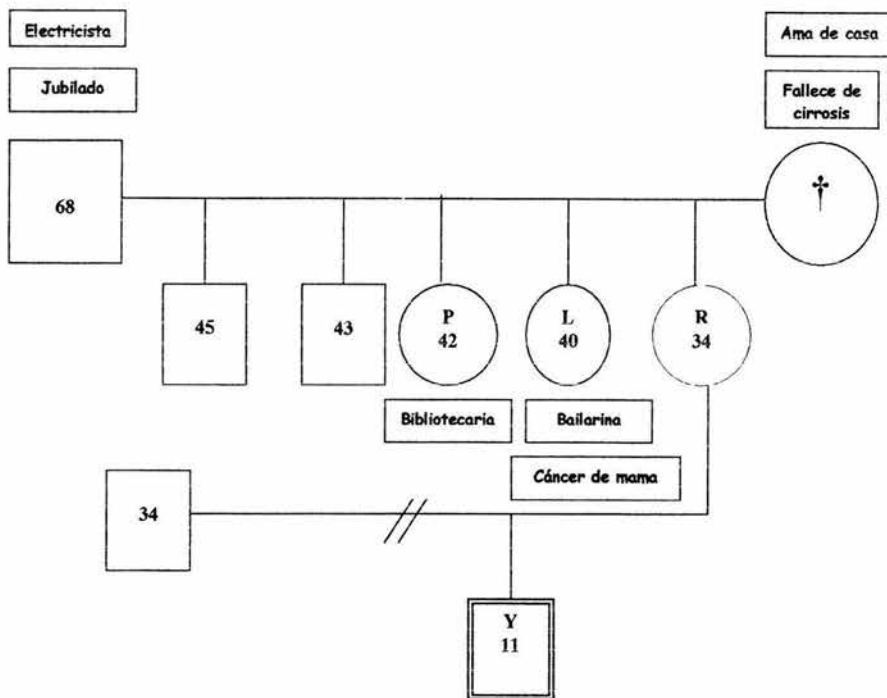 Electricista
Ama de casa
Jubilado
Fallece de
cirrosis
68
†
45
43
P
42
L
40
R
34
Bibliotecaria
Bailarina
Cáncer de mama
34
Y
11